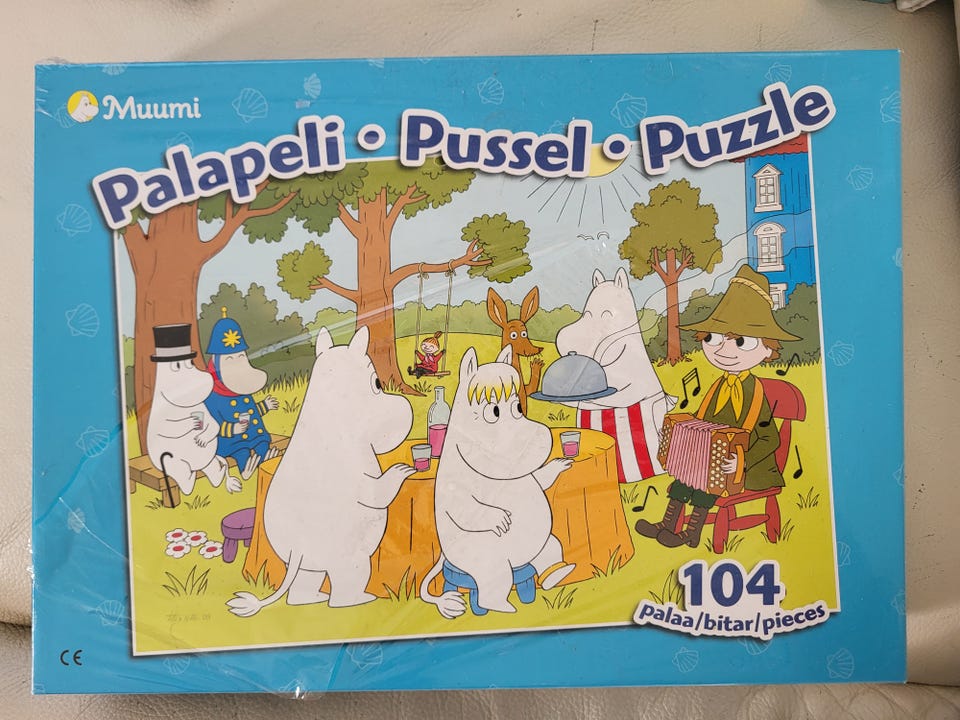 Muumi
Palapeli • Pussel • Puzzle
104
palaa/bitar/pieces
CE